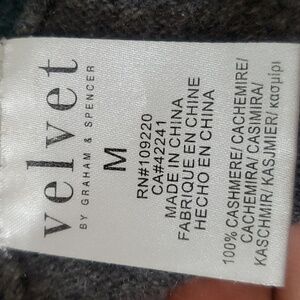 velvet
BY GRAHAM & SPENCER
M
RN#109220
CA#42241
MADE IN CHINA
FABRIQUE EN CHINE
HECHO EN CHINA
100% CASHMERE/CACHEMIRE/
CACHEMIRA/CASIMIRA/
KASCHMIR/KASJMIER/κασμίρι